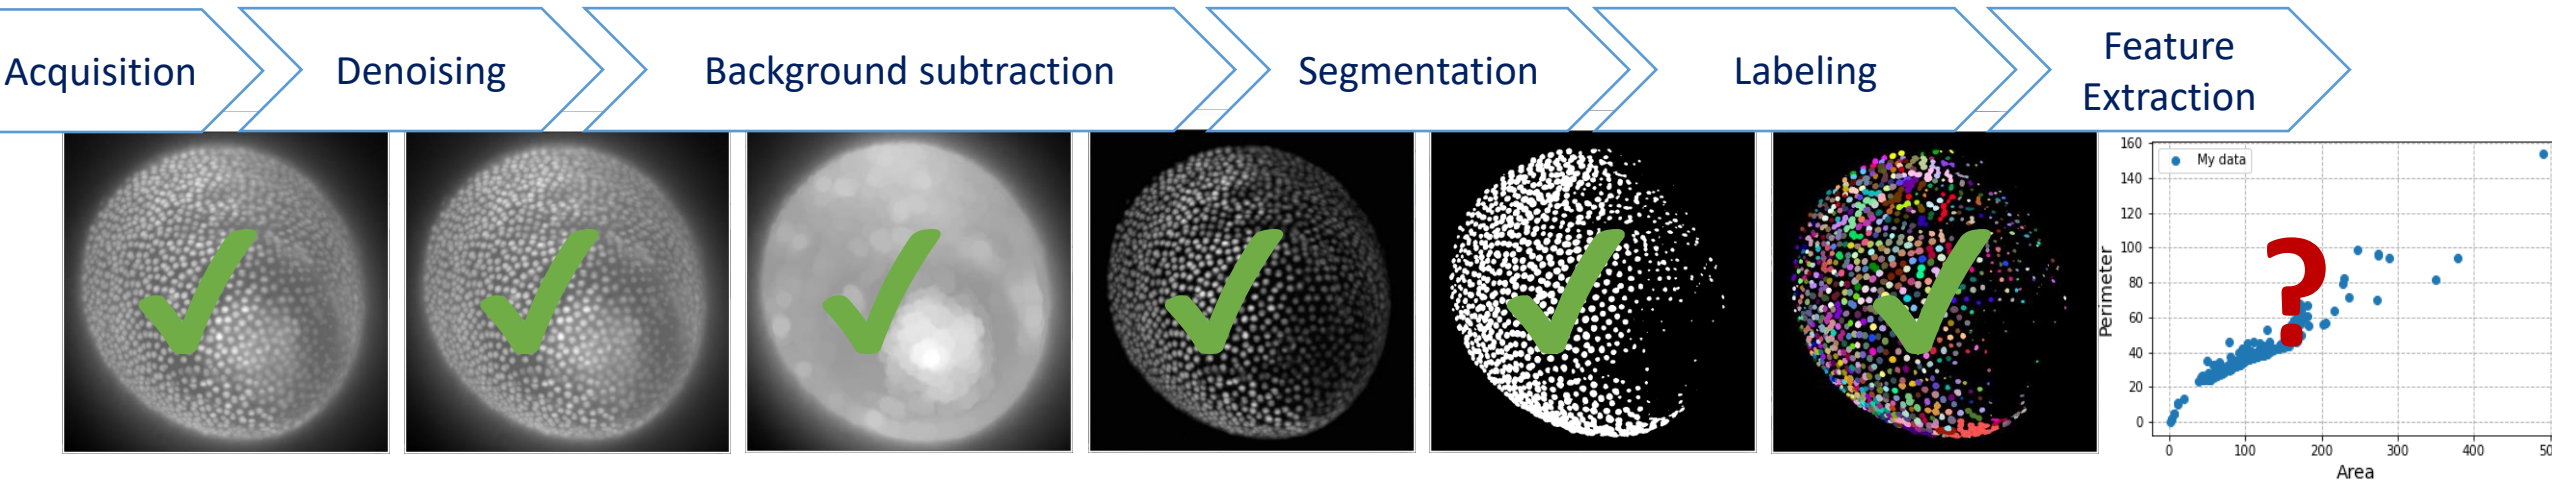 Acquisition
Denoising
Background subtraction
Segmentation
Labeling
Feature
Extraction
160
140
120
100
80
60
40
20
0
Perimeter
My data
?
0
100
200
300
400
50
Area